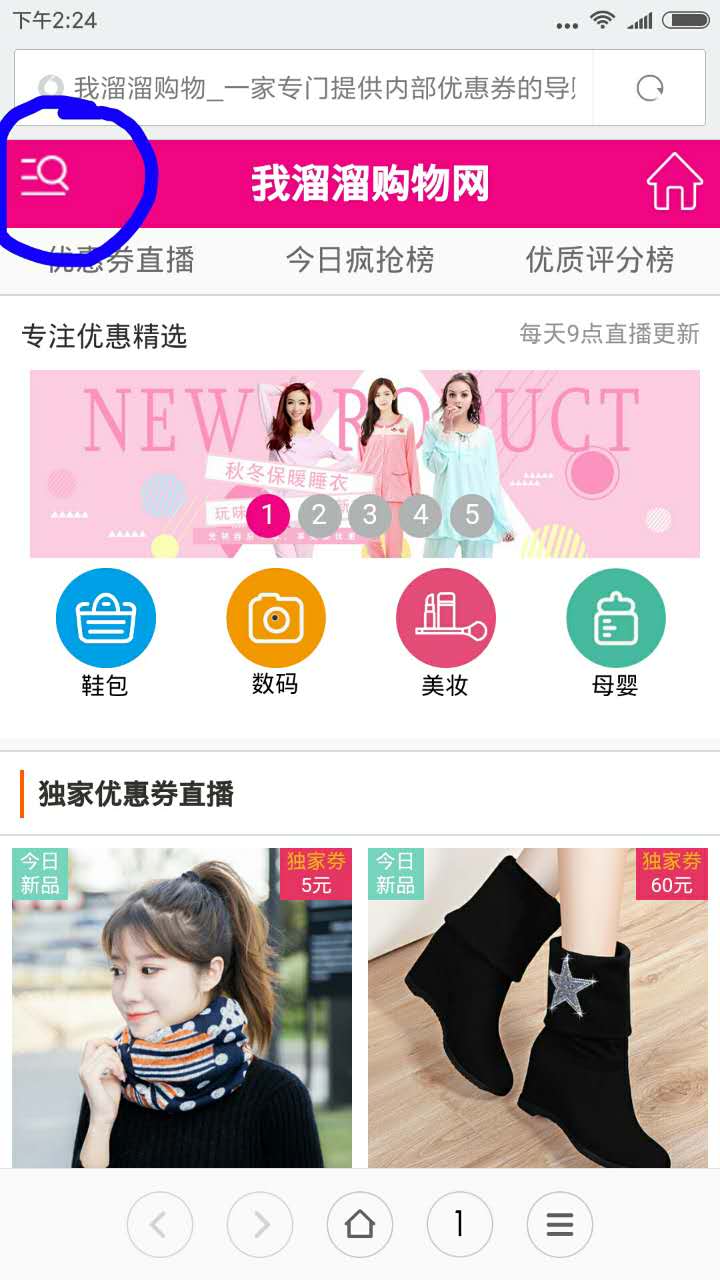 下午2:24
我溜溜购物_一家专门提供内部优惠券的导
我溜溜购物网
优惠券直播 今日疯抢榜 优质评分榜
专注优惠精选 每天9点直播更新
NEW PRODUCT
秋冬保暖睡衣
玩味
1 2 3 4 5
鞋包 数码 美妆 母婴
独家优惠券直播
今日新品 独家券 5元
今日新品 独家券 60元
1